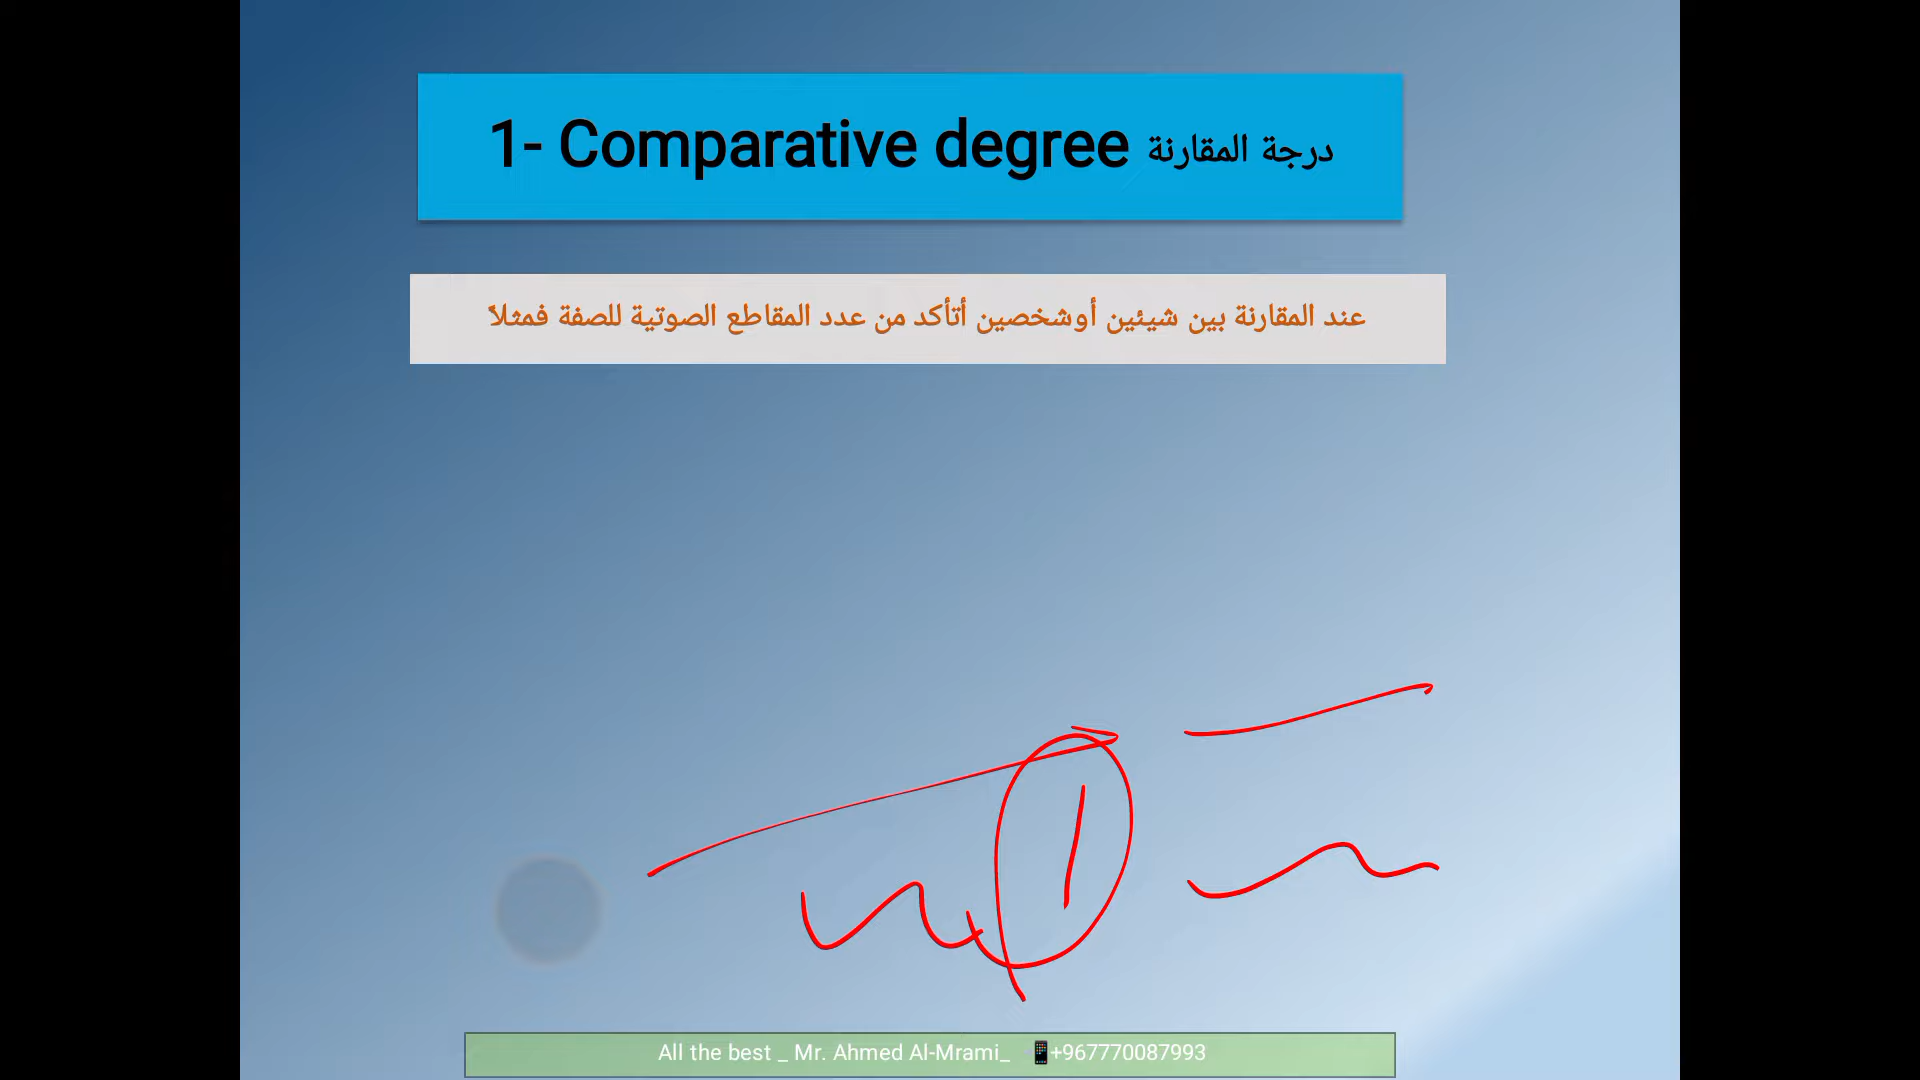 1- Comparative degree درجة المقارنة
عند المقارنة بين شيئين أوشخصين أتأكد من عدد المقاطع الصوتية للصفة فمثلاً
1
All the best _ Mr. Ahmed Al-Mrami_ 📱+967770087993